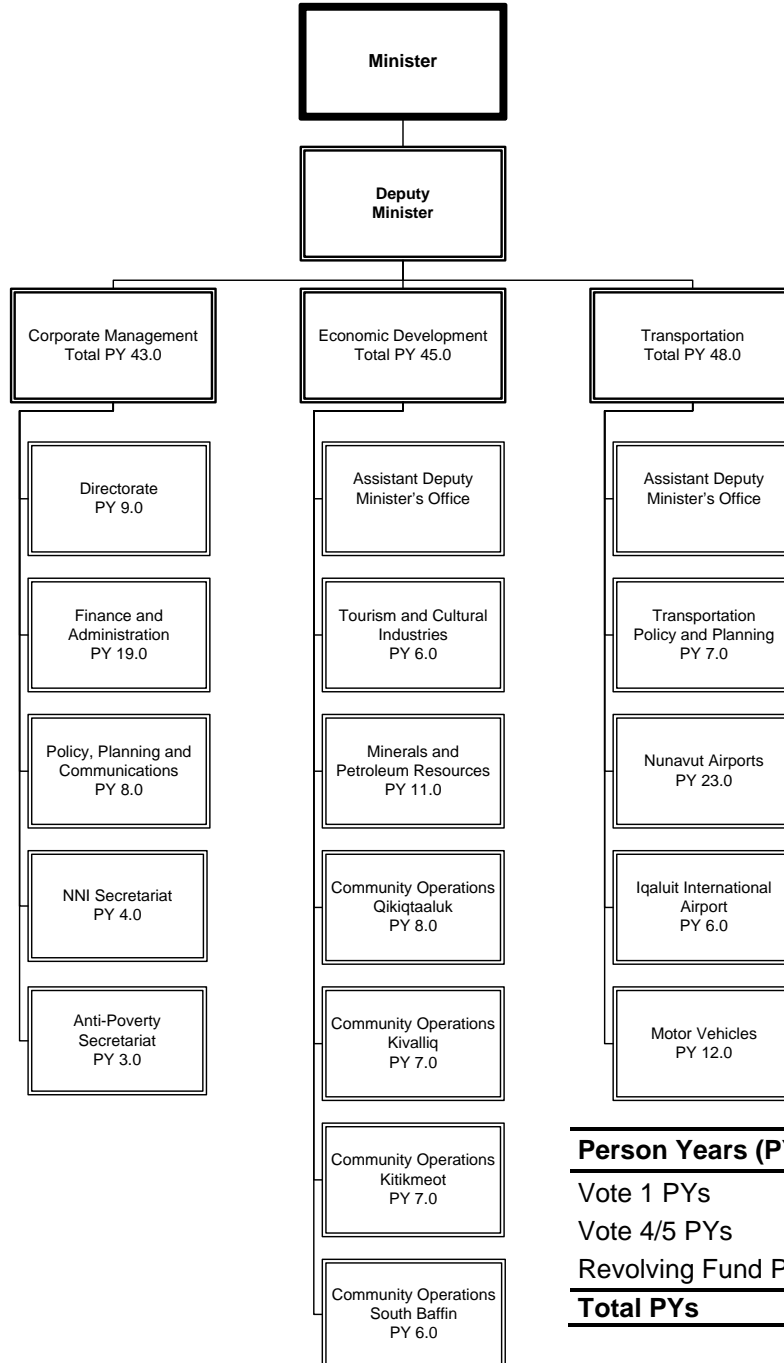 Minister
Deputy
Minister
Corporate Management
Total PY 43.0
Directorate
PY 9.0
Finance and
Administration
PY 19.0
Policy, Planning and
Communications
PY 8.0
NNI Secretariat
PY 4.0
Anti-Poverty
Secretariat
PY 3.0
Economic Development
Total PY 45.0
Assistant Deputy
Minister's Office
Tourism and Cultural
Industries
PY 6.0
Minerals and
Petroleum Resources
PY 11.0
Community Operations
Qikiqtaaluk
PY 8.0
Community Operations
Kivalliq
PY 7.0
Community Operations
Kitikmeot
PY 7.0
Community Operations
South Baffin
PY 6.0
Transportation
Total PY 48.0
Assistant Deputy
Minister's Office
Transportation
Policy and Planning
PY 7.0
Nunavut Airports
PY 23.0
Iqaluit International
Airport
PY 6.0
Motor Vehicles
PY 12.0
Person Years (P
Vote 1 PYs
Vote 4/5 PYs
Revolving Fund P
Total PYs